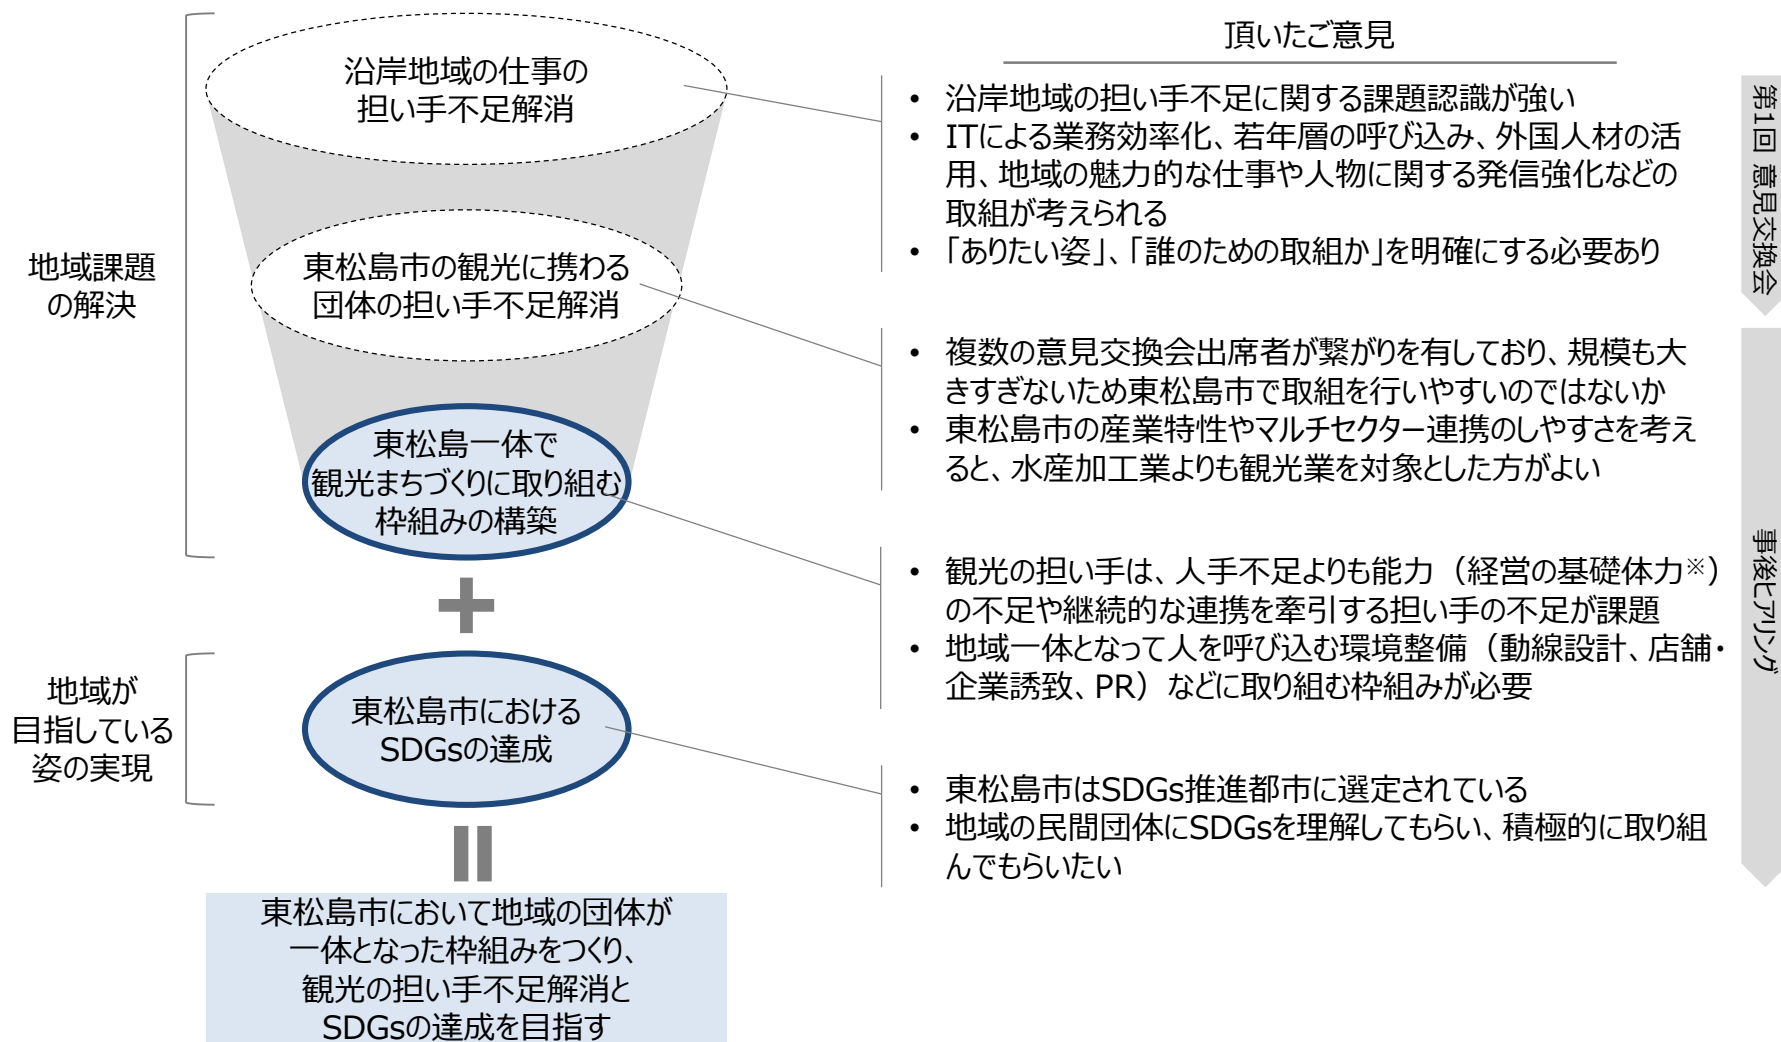 沿岸地域の仕事の
担い手不足解消
東松島市の観光に携わる
団体の担い手不足解消
東松島一体で
観光まちづくりに取り組む
枠組みの構築
地域課題
の解決
東松島市における
SDGsの達成
地域が
目指している
姿の実現
東松島市において地域の団体が
一体となった枠組みをつくり、
観光の担い手不足解消と
SDGsの達成を目指す
頂いたご意見
• 沿岸地域の担い手不足に関する課題認識が強い
• ITによる業務効率化、若年層の呼び込み、外国人材の活
用、地域の魅力的な仕事や人物に関する発信強化などの
取組が考えられる
• 「ありたい姿」、「誰のための取組か」を明確にする必要あり
• 複数の意見交換会出席者が繋がりを有しており、規模も大
きすぎないため東松島市で取組を行いやすいのではないか
• 東松島市の産業特性やマルチセクター連携のしやすさを考え
ると、水産加工業よりも観光業を対象とした方がよい
• 観光の担い手は、人手不足よりも能力（経営の基礎体力※）
の不足や継続的な連携を牽引する担い手の不足が課題
• 地域一体となって人を呼び込む環境整備（動線設計、店舗・
企業誘致、PR）などに取り組む枠組みが必要
• 東松島市はSDGs推進都市に選定されている
• 地域の民間団体にSDGsを理解してもらい、積極的に取り組
んでもらいたい
第1回 意見交換会
事後ヒアリング